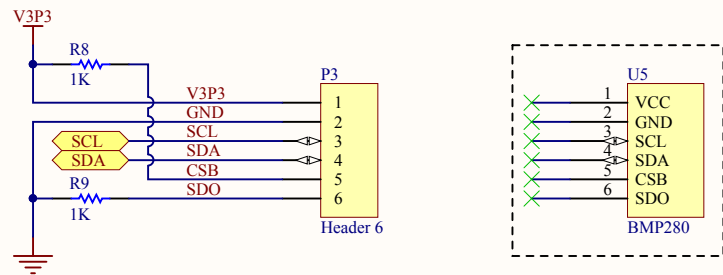 V3P3
R8
1K
P3
V3P3 1
GND 2
SCL SCL 3
SDA SDA 4
CSB 5
R9 SDO 6
1K
Header 6
U5
1 VCC
2 GND
3 SCL
4 SDA
5 CSB
6 SDO
BMP280